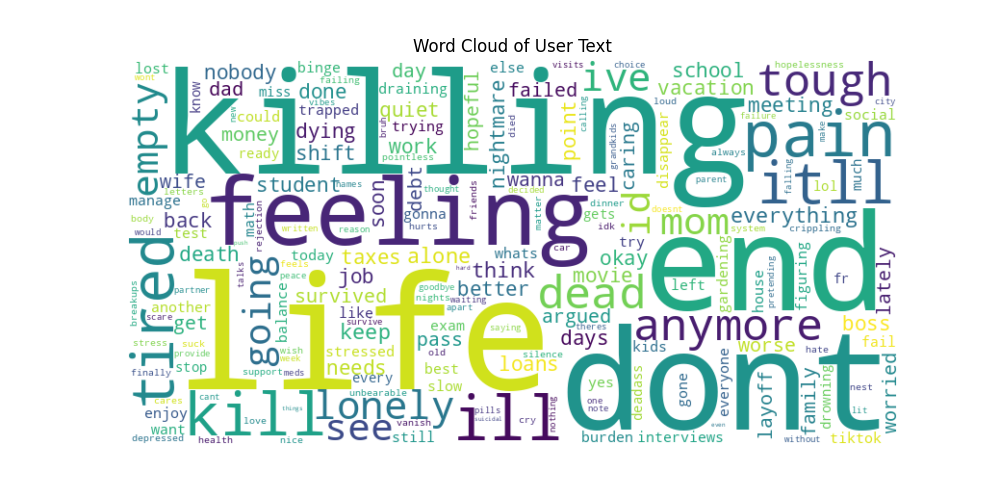 Word Cloud of User Text
lost nobody binge else day ive school tough
wont know dad miss done failing draining failed vacation hopelessness
visits choice loud failure city
empty new could vibes trapped quiet hopeful nightmare point calling caring disappear meeting social
killing
money dying bruh trying died grandkids make or pain
ready shift pointless work always falling lol much
wife student names debt wanna feel parent itll
manage letters go thought friends decided dinner gets id mom everything
body back math rejection feeling soon gonna matter idk doesnt system crippling
would test written reason hurts car try
tired death going feels today taxes alone whats okay end
talks push job hard think movie left gardening house pretending figuring fr lately
breakups partner another balance peace survived goodbye nights waiting better dead
scare get like survive apart saying theres argued anymore boss
stress suck wish keep exam old silence days kids worse hate fail
finally provide stop week stressed pass best loans
support meds needs every slow yes gone everyone layoff family drowning nest worried
cares cant life unbearable pills nothing one note deadass dont lit
enjoy want kill love things lonely ill
depressed health nice vanish see suicidal still cry burden interviews even without tiktok